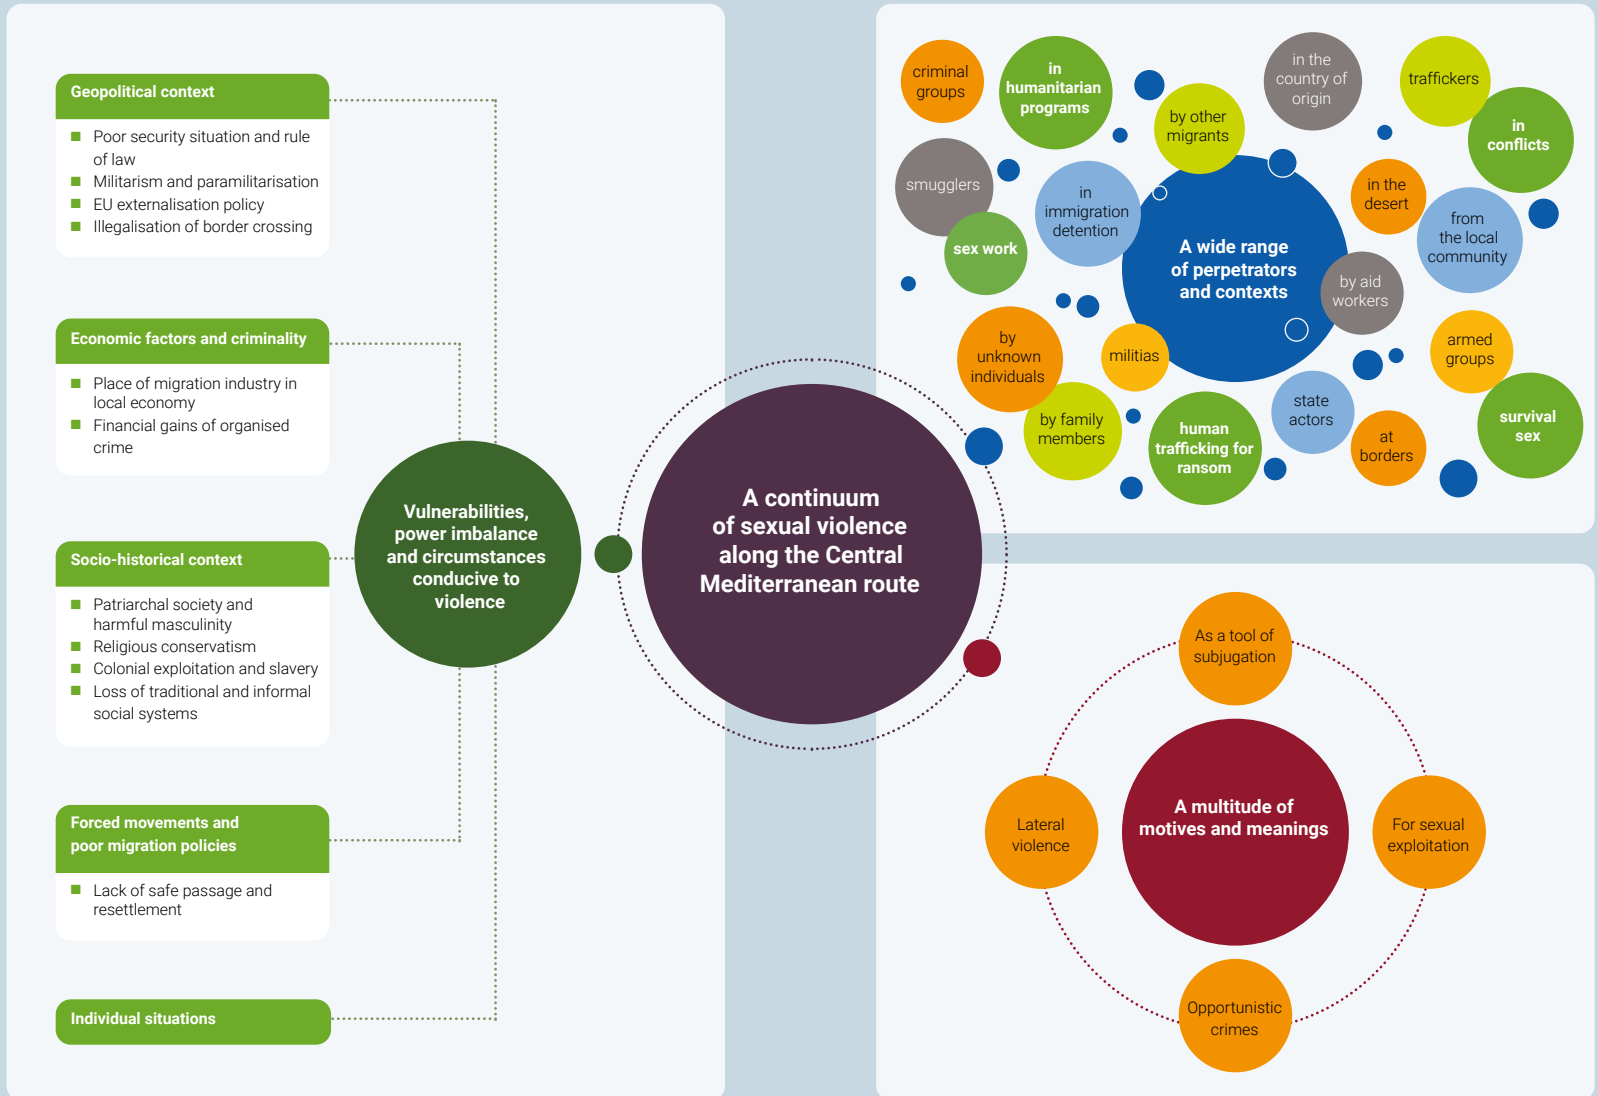 Geopolitical context
Poor security situation and rule
of law
Militarism and paramilitarisation
EU externalisation policy
Illegalisation of border crossing
Economic factors and criminality
Place of migration industry in
local economy
Financial gains of organised
crime
Socio-historical context
Patriarchal society and
harmful masculinity
Religious conservatism
Colonial exploitation and slavery
Loss of traditional and informal
social systems
Forced movements and
poor migration policies
Lack of safe passage and
resettlement
Individual situations
Vulnerabilities,
power imbalance
and circumstances
conducive to
violence
A continuum
of sexual violence
along the Central
Mediterranean route
criminal
groups
in
humanitarian
programs
by other
migrants
in the
country of
origin
traffickers
in
conflicts
smugglers
sex work
in
immigration
detention
A wide range
of perpetrators
and contexts
in the
desert
from
the local
community
by aid
workers
by
unknown
individuals
militias
armed
groups
by family
members
human
trafficking for
ransom
state
actors
at
borders
survival
sex
As a tool of
subjugation
Lateral
violence
A multitude of
motives and meanings
For sexual
exploitation
Opportunistic
crimes